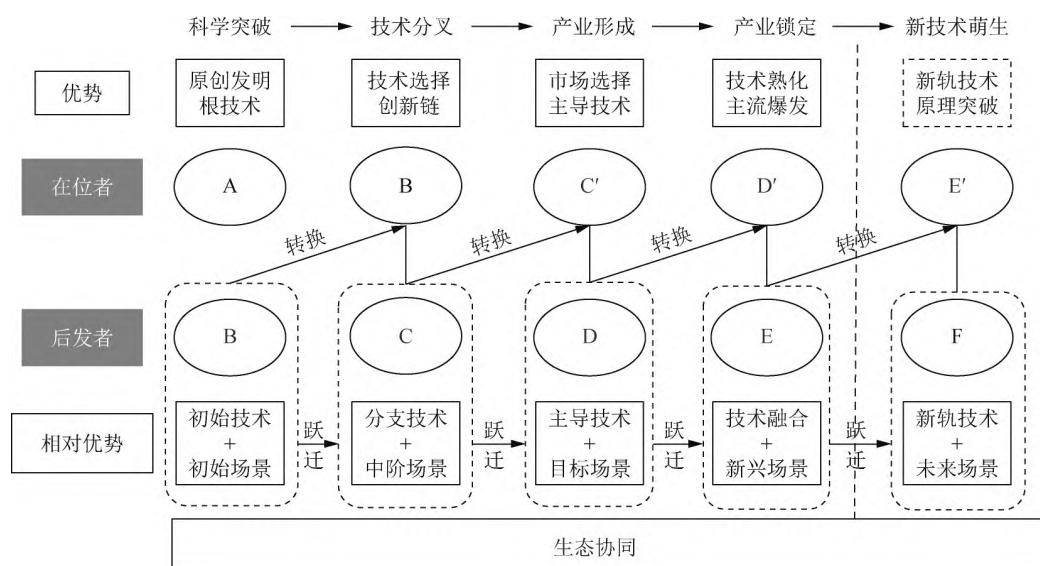 科学突破 技术分叉 产业形成 产业锁定 新技术萌生
优势
原创发明
根技术
技术选择
创新链
市场选择
主导技术
技术熟化
主流爆发
新轨技术
原理突破
在位者
A
B
C′
D′
E′
转换
转换
转换
转换
后发者
B
C
D
E
F
相对优势
初始技术
+
初始场景
跃
迁
分支技术
+
中阶场景
跃
迁
主导技术
+
目标场景
跃
迁
技术融合
+
新兴场景
跃
迁
新轨技术
+
未来场景
生态协同